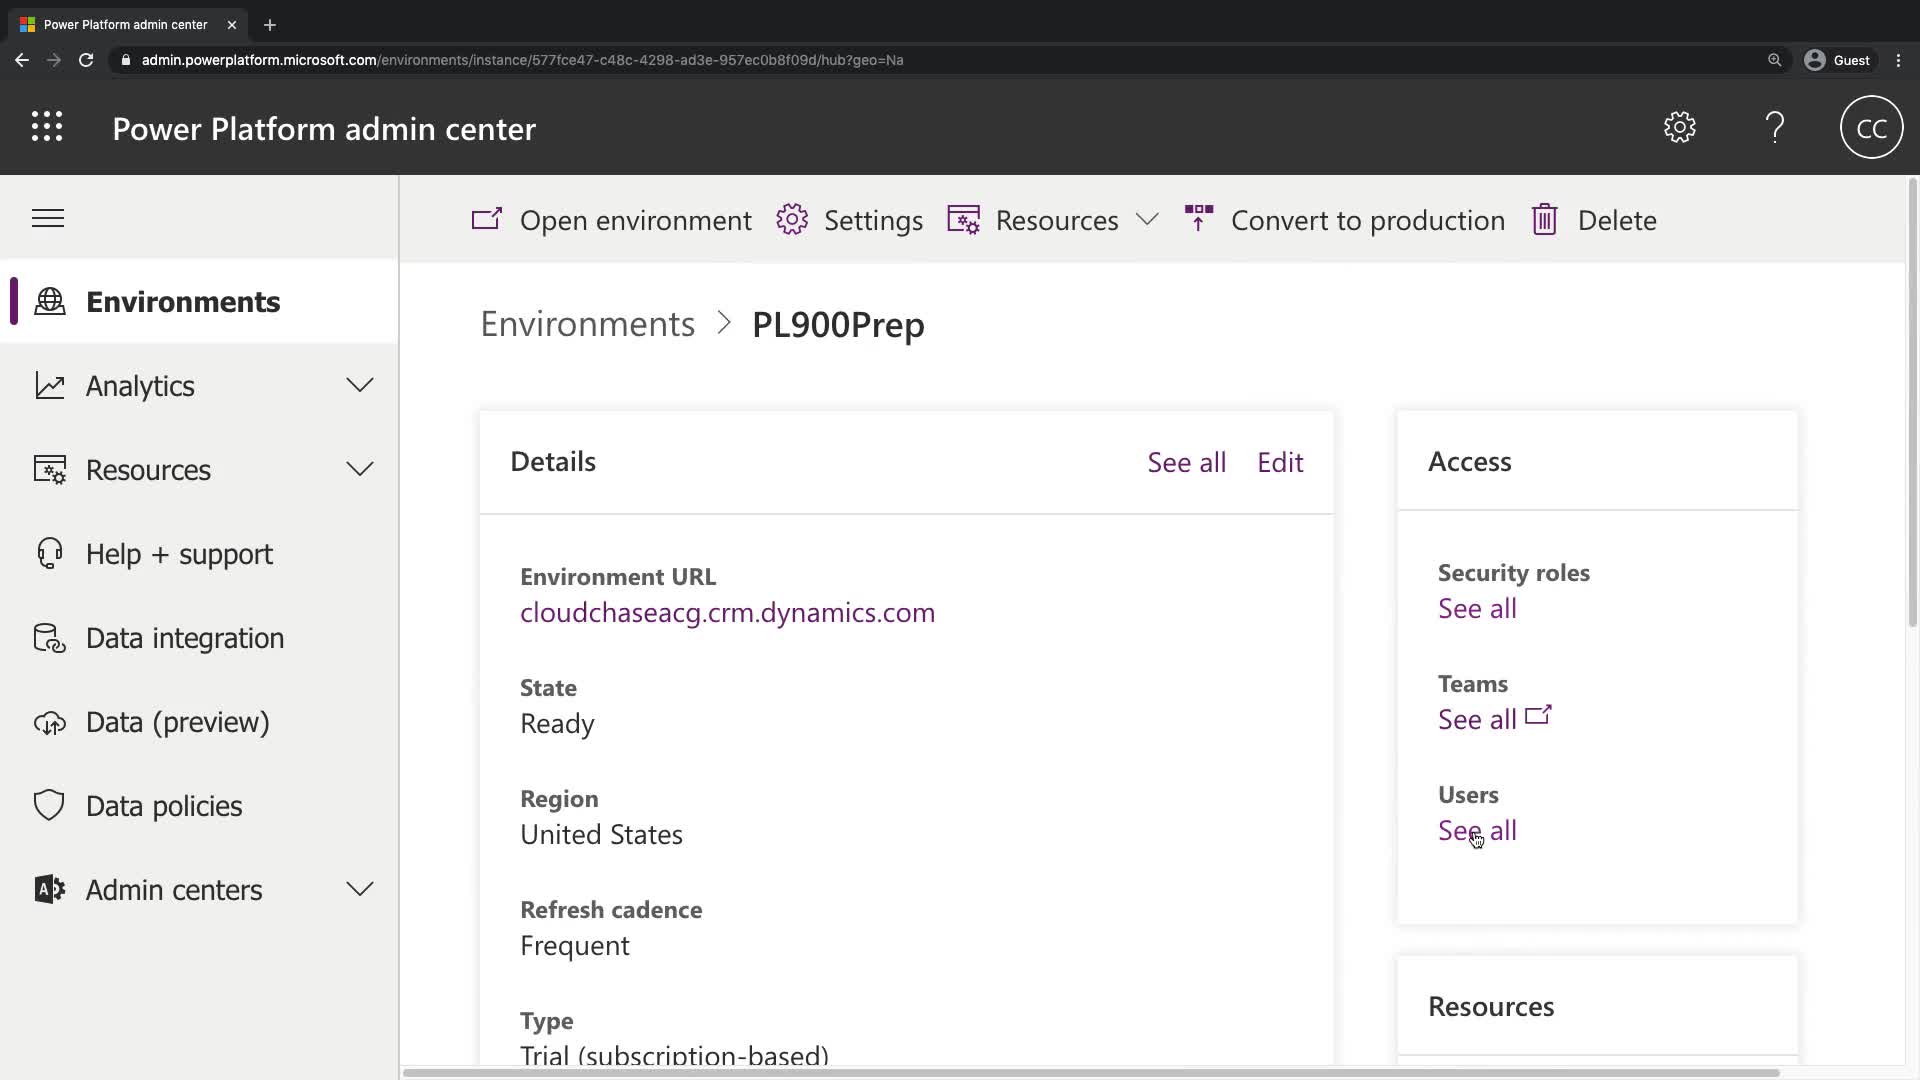 Power Platform admin center
admin.powerplatform.microsoft.com/environments/instance/577fce47-c48c-4298-ad3e-957ec0b8f09d/hub?geo=Na
Guest
Power Platform admin center
CC
Open environment
Settings
Resources
Convert to production
Delete
Environments
Analytics
Resources
Help + support
Data integration
Data (preview)
Data policies
Admin centers
Environments > PL900Prep
Details
See all
Edit
Environment URL
cloudchaseacg.crm.dynamics.com
State
Ready
Region
United States
Refresh cadence
Frequent
Type
Trial (subscription-based)
Access
Security roles
See all
Teams
See all
Users
See all
Resources